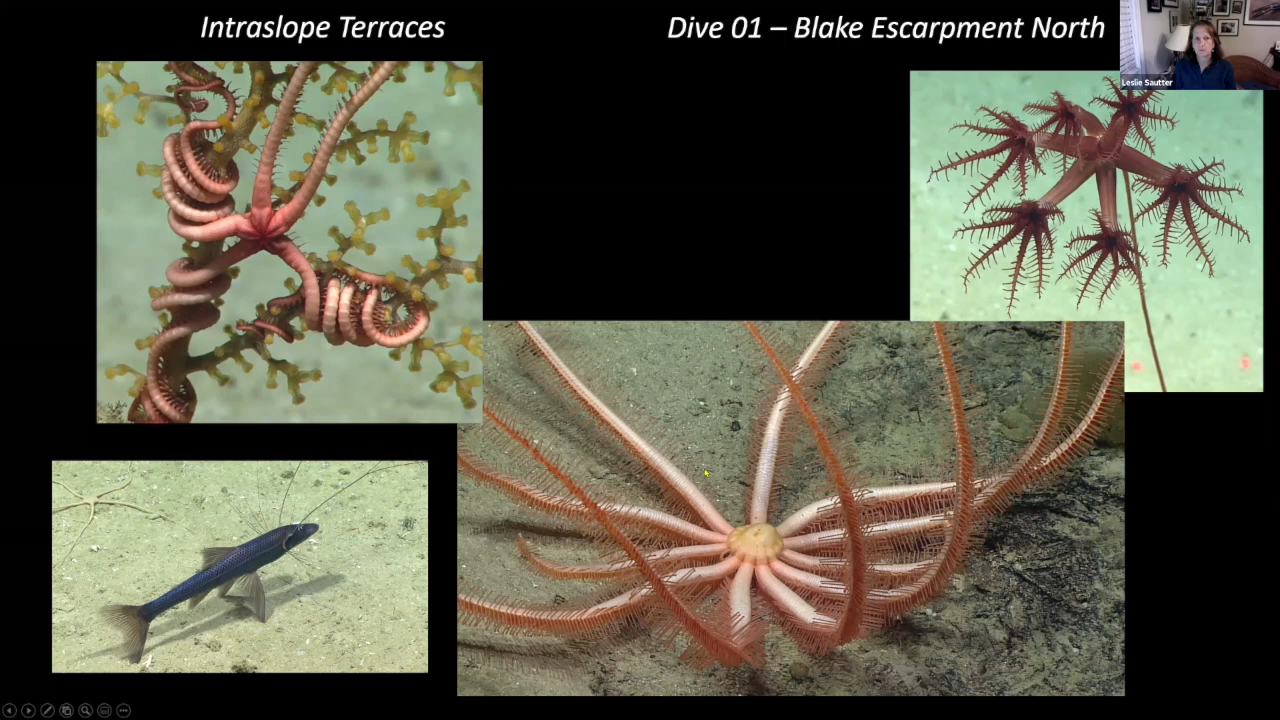 Intraslope Terraces
Dive 01 – Blake Escarpment North
Leslie Sautter